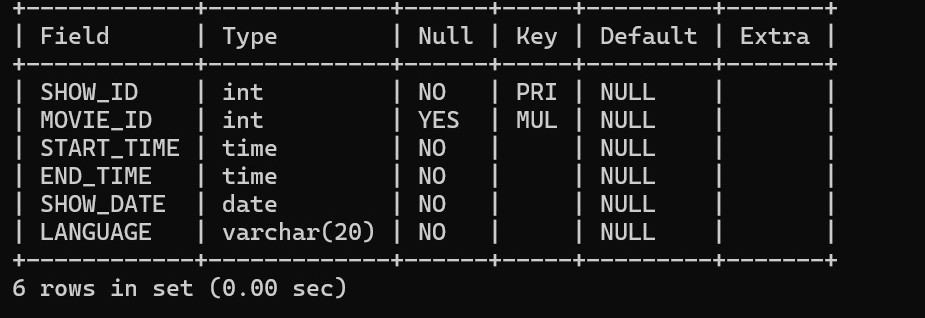 +------------+-------------+------+-----+---------+-------+
| Field      | Type        | Null | Key | Default | Extra |
+------------+-------------+------+-----+---------+-------+
| SHOW_ID    | int         | NO   | PRI | NULL    |       |
| MOVIE_ID   | int         | YES  | MUL | NULL    |       |
| START_TIME | time        | NO   |     | NULL    |       |
| END_TIME   | time        | NO   |     | NULL    |       |
| SHOW_DATE  | date        | NO   |     | NULL    |       |
| LANGUAGE   | varchar(20) | NO   |     | NULL    |       |
+------------+-------------+------+-----+---------+-------+
6 rows in set (0.00 sec)